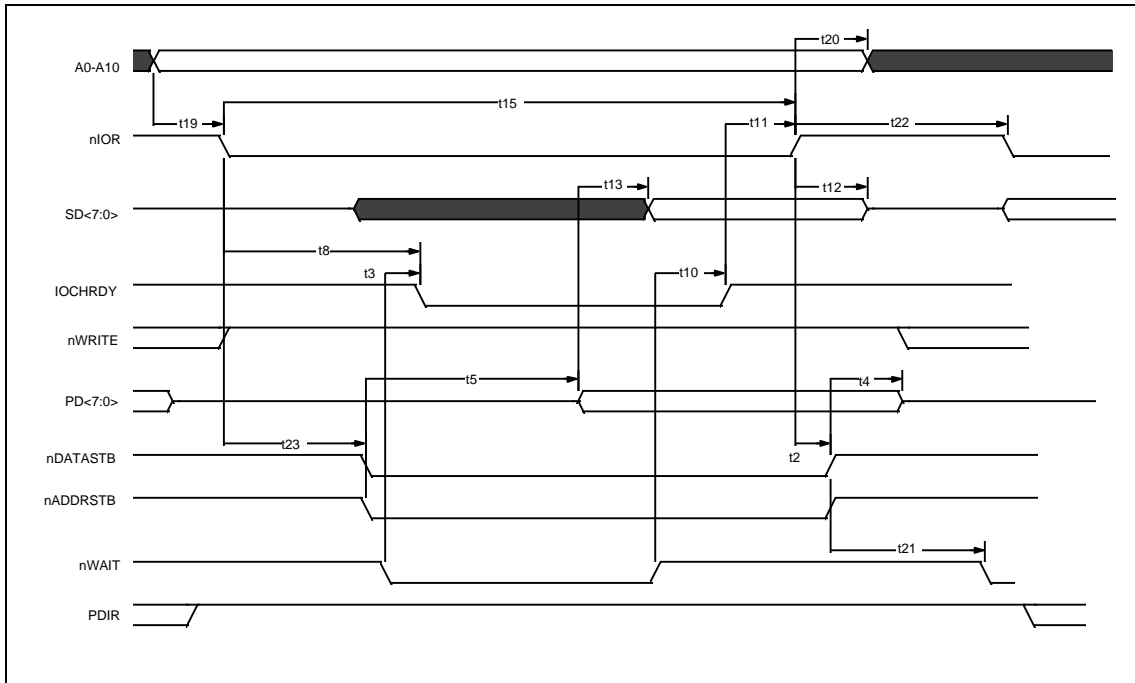 t20
A0-A10
t15
t19
t11
t22
nIOR
t13
t12
SD<7:0>
t8
t3
t10
IOCHRDY
nWRITE
t5
t4
PD<7:0>
t23
t2
nDATASTB
nADDRSTB
t21
nWAIT
PDIR